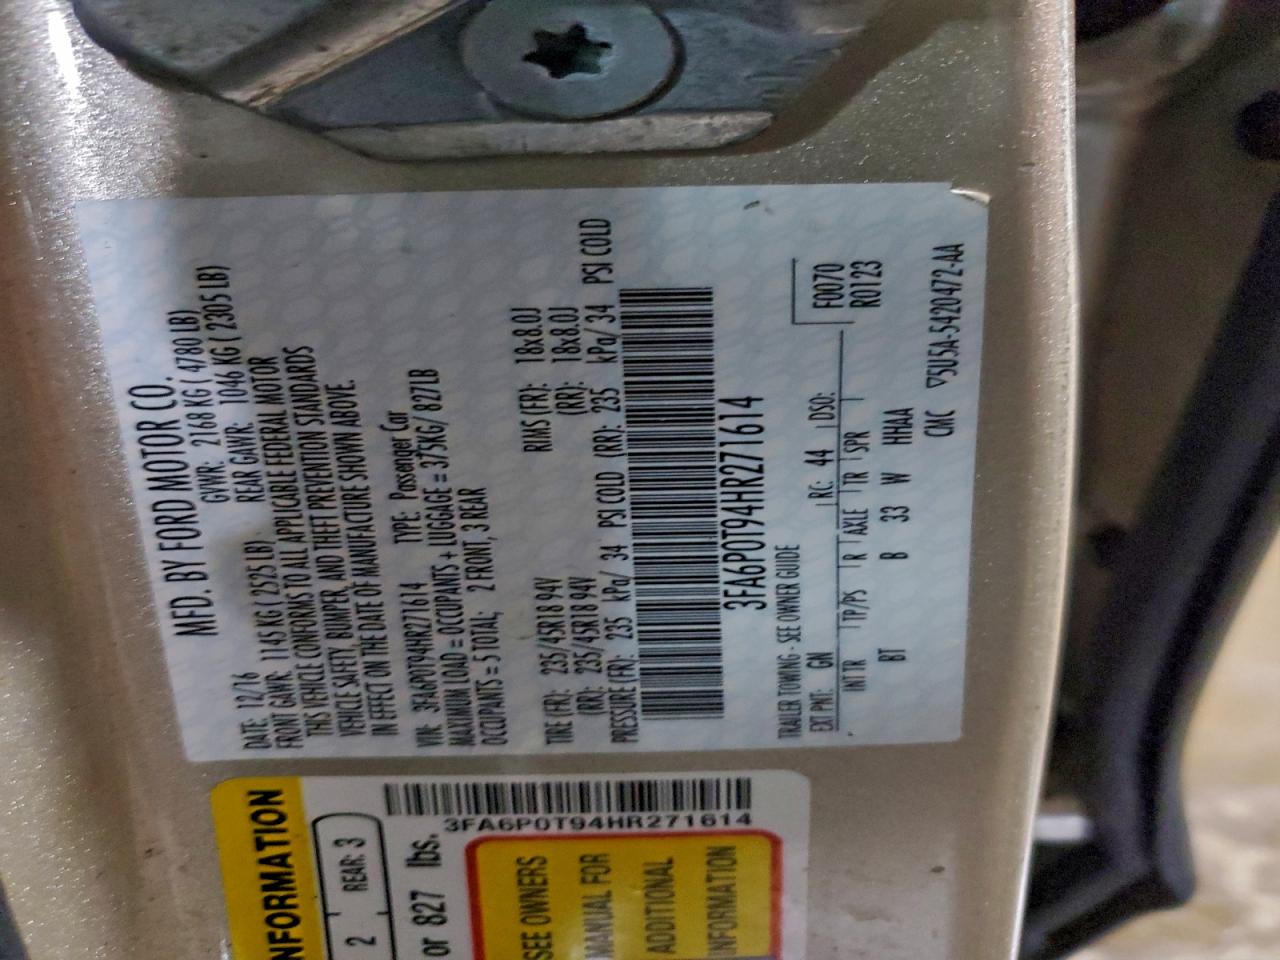 MFD. BY FORD MOTOR CO.
DATE: 12/16 GVWR: 2168 KG ( 4780 LB)
FRONT GAWR: 1145 KG ( 2525 LB) REAR GAWR: 1046 KG ( 2305 LB)
THIS VEHICLE CONFORMS TO ALL APPLICABLE FEDERAL MOTOR
VEHICLE SAFETY, BUMPER, AND THEFT PREVENTION STANDARDS
IN EFFECT ON THE DATE OF MANUFACTURE SHOWN ABOVE.
VIN: 3FA6P0T94HR271614 TYPE: Passenger Car
MAXIMUM LOAD = OCCUPANTS + LUGGAGE = 375KG/ 827LB
OCCUPANTS = 5 TOTAL; 2 FRONT, 3 REAR
TIRE (FR): 235/45R18 94V RIMS (FR): 18x8.0J
(RR): 235/45R18 94V (RR): 18x8.0J
PRESSURE (FR): 235 kPa/ 34 PSI COLD (RR): 235 kPa/ 34 PSI COLD
3FA6P0T94HR271614
TRAILER TOWING - SEE OWNER GUIDE
F0070
EXT PNT: GN RC: 44 DSO: R0123
INT TR TP/PS R AXLE TR SPR
BT B 33 W HHAA
CMC ▽5U5A-5420472-AA
INFORMATION
2 REAR: 3
or 827 lbs.
3FA6P0T94HR271614
SEE OWNERS
MANUAL FOR
ADDITIONAL
INFORMATION